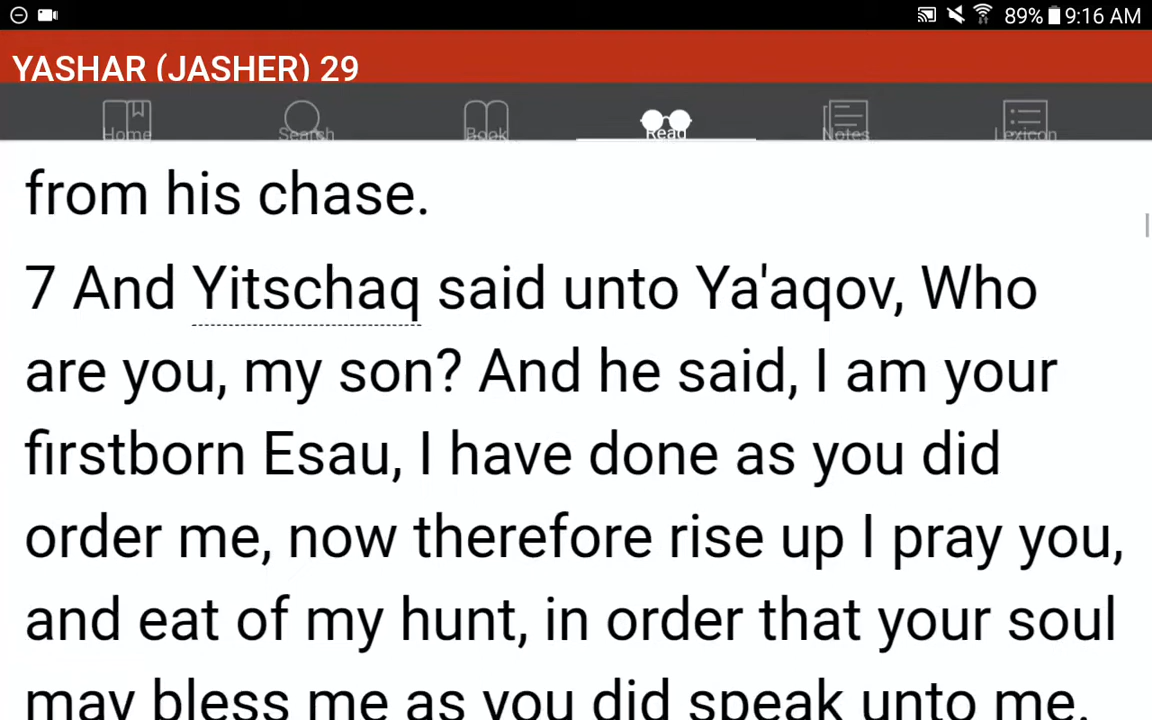 89% 9:16 AM
YASHAR (JASHER) 29
Home Search Book Read Notes Lexicon
from his chase.
7 And Yitschaq said unto Ya'aqov, Who
are you, my son? And he said, I am your
firstborn Esau, I have done as you did
order me, now therefore rise up I pray you,
and eat of my hunt, in order that your soul
may bless me as you did speak unto me.